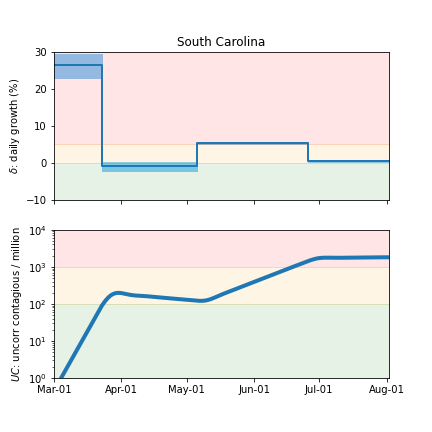 South Carolina
δ: daily growth (%)
30
20
10
0
−10
UC: uncorr contagious / million
10⁴
10³
10²
10¹
10⁰
Mar-01 Apr-01 May-01 Jun-01 Jul-01 Aug-01